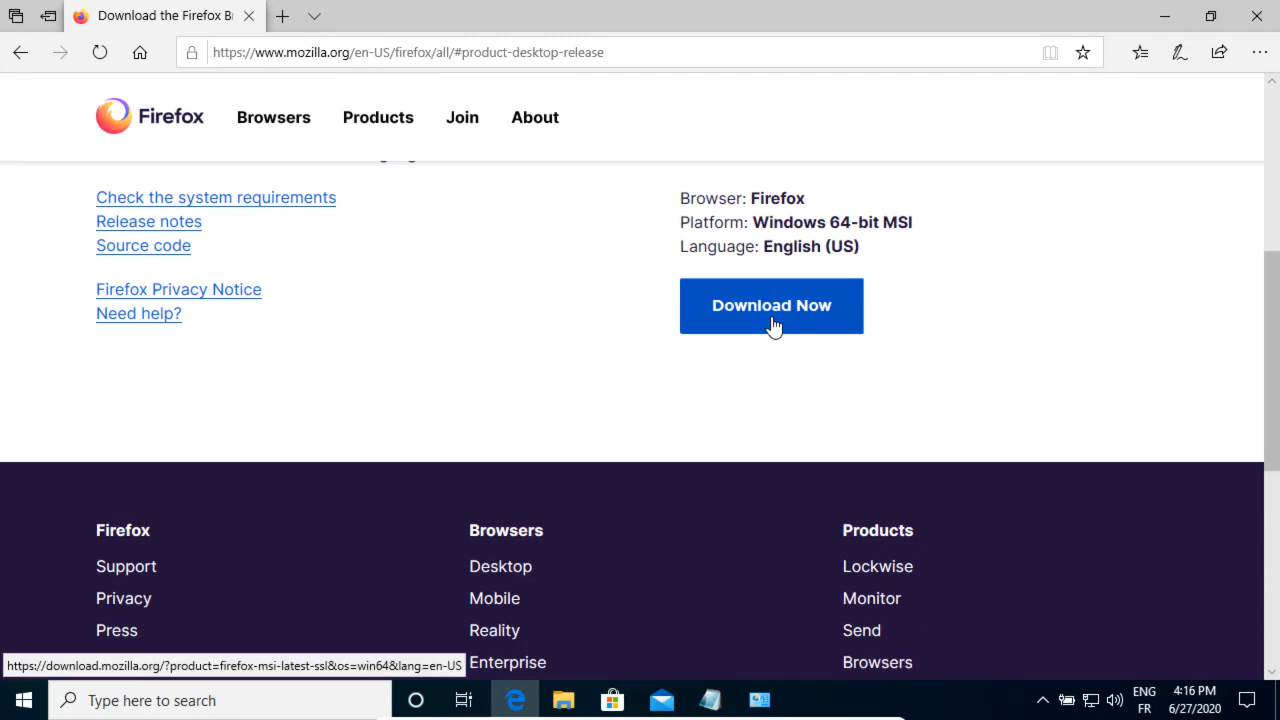 Download the Firefox B
https://www.mozilla.org/en-US/firefox/all/#product-desktop-release
Firefox Browsers Products Join About
Check the system requirements
Release notes
Source code
Firefox Privacy Notice
Need help?
Browser: Firefox
Platform: Windows 64-bit MSI
Language: English (US)
Download Now
Firefox
Support
Privacy
Press
Browsers
Desktop
Mobile
Reality
Enterprise
Products
Lockwise
Monitor
Send
Browsers
https://download.mozilla.org/?product=firefox-msi-latest-ssl&os=win64&lang=en-US
Type here to search
ENG
FR
4:16 PM
6/27/2020